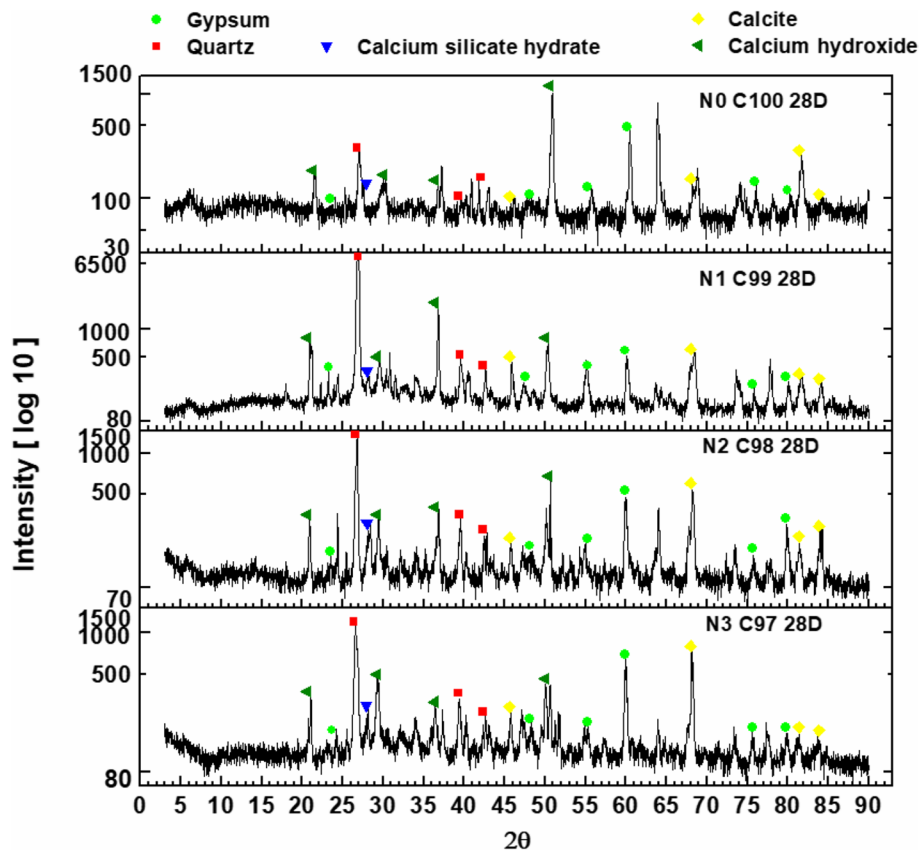 Gypsum Calcite
Quartz Calcium silicate hydrate Calcium hydroxide
1500
N0 C100 28D
500
100
30
6500
N1 C99 28D
1000
500
80
1500
N2 C98 28D
1000
500
70
1500
N3 C97 28D
1000
500
80
Intensity [ log 10 ]
0 5 10 15 20 25 30 35 40 45 50 55 60 65 70 75 80 85 90
2θ